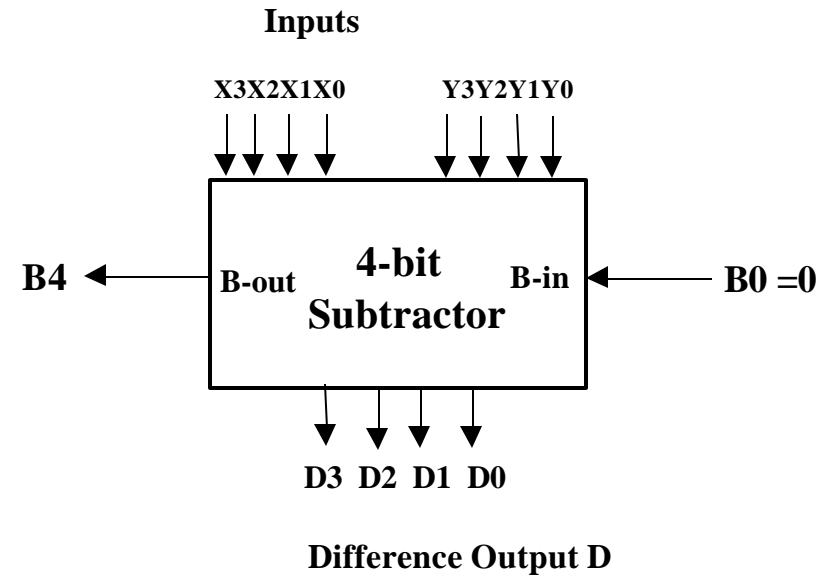 Inputs
X3X2X1X0
Y3Y2Y1Y0
B4
B-out
4-bit
Subtractor
B-in
B0 =0
D3 D2 D1 D0
Difference Output D